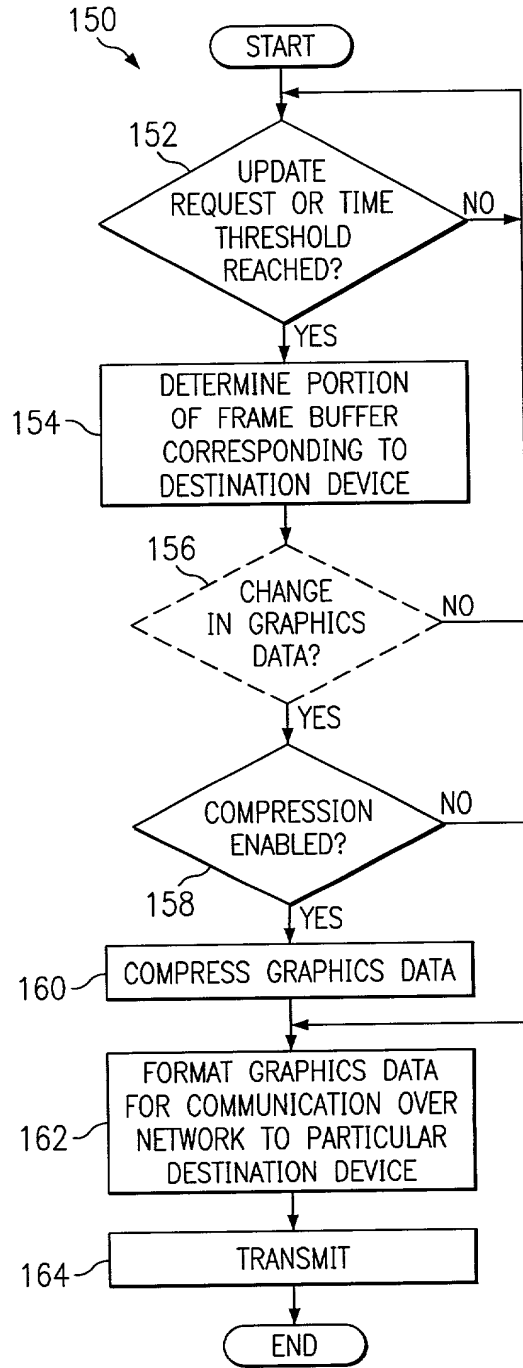 150
START
152
UPDATE
REQUEST OR TIME
THRESHOLD
REACHED?
NO
YES
154
DETERMINE PORTION
OF FRAME BUFFER
CORRESPONDING TO
DESTINATION DEVICE
156
CHANGE
IN GRAPHICS
DATA?
NO
YES
COMPRESSION
ENABLED?
NO
158
YES
160
COMPRESS GRAPHICS DATA
162
FORMAT GRAPHICS DATA
FOR COMMUNICATION OVER
NETWORK TO PARTICULAR
DESTINATION DEVICE
164
TRANSMIT
END